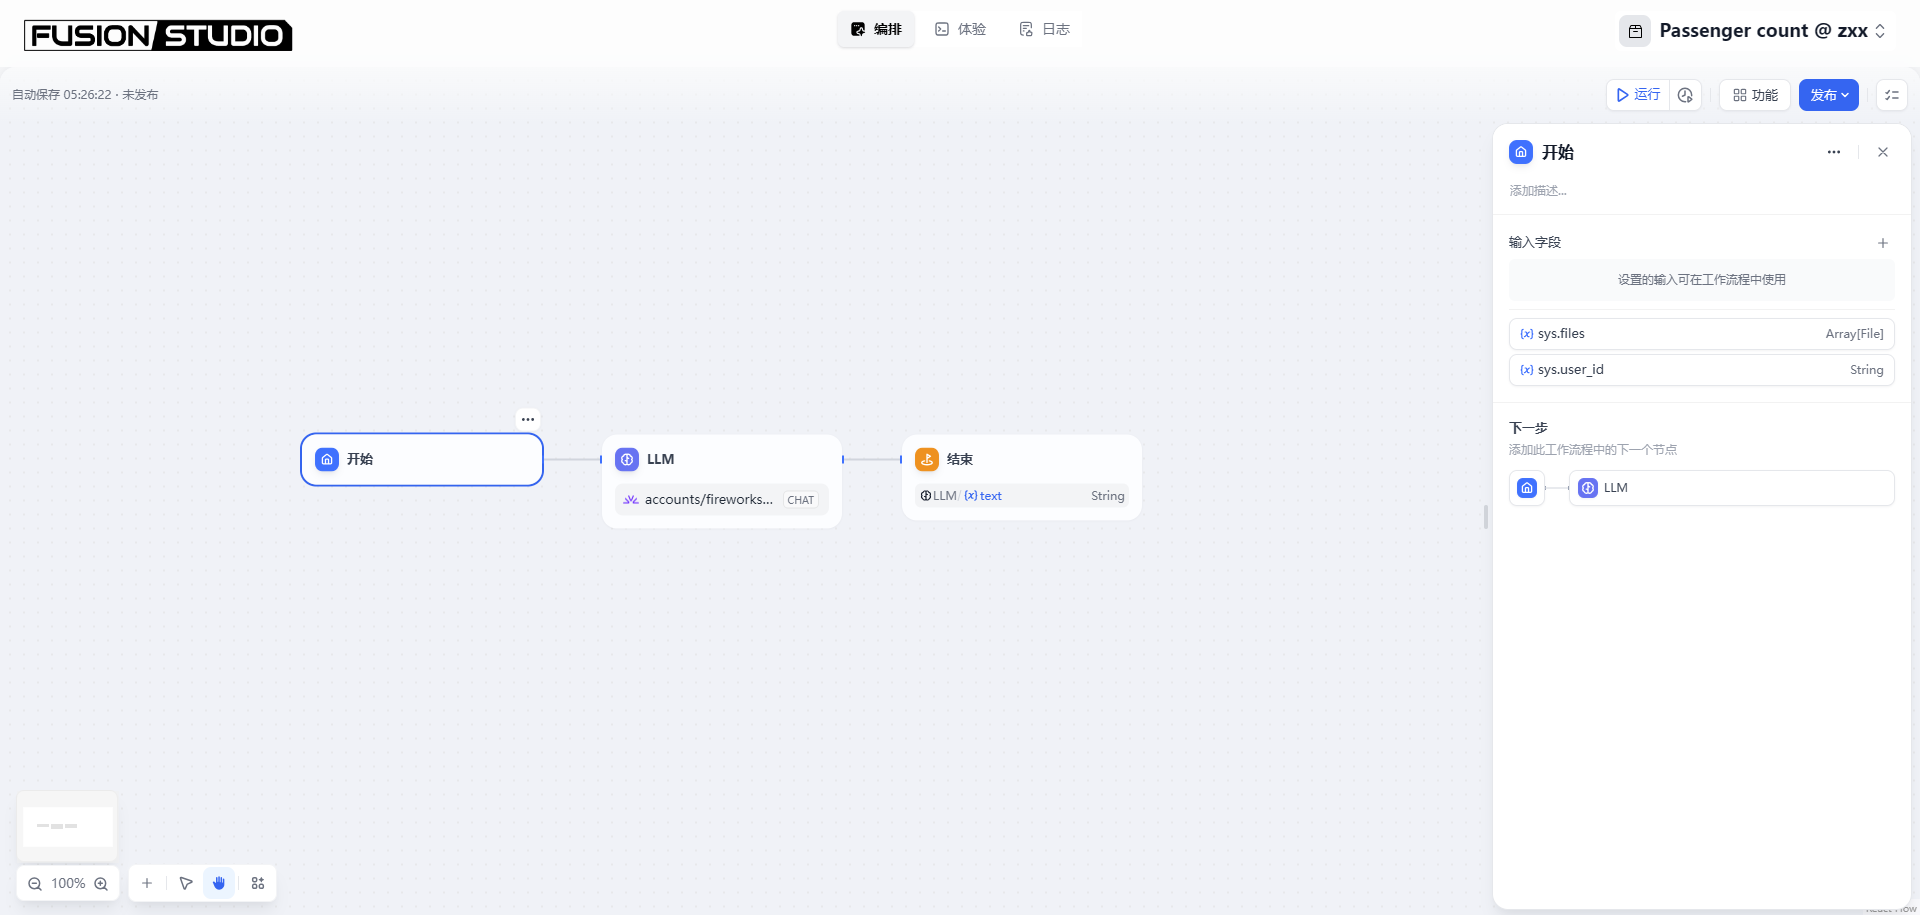 FUSION STUDIO
编排
体验
日志
Passenger count @ zxx
自动保存 05:26:22 · 未发布
运行
功能
发布
开始
添加描述...
输入字段
设置的输入可在工作流程中使用
{x} sys.files
Array[File]
{x} sys.user_id
String
下一步
添加此工作流程中的下一个节点
LLM
开始
LLM
accounts/fireworks...
CHAT
结束
LLM/{x} text
String
100%
React Flow